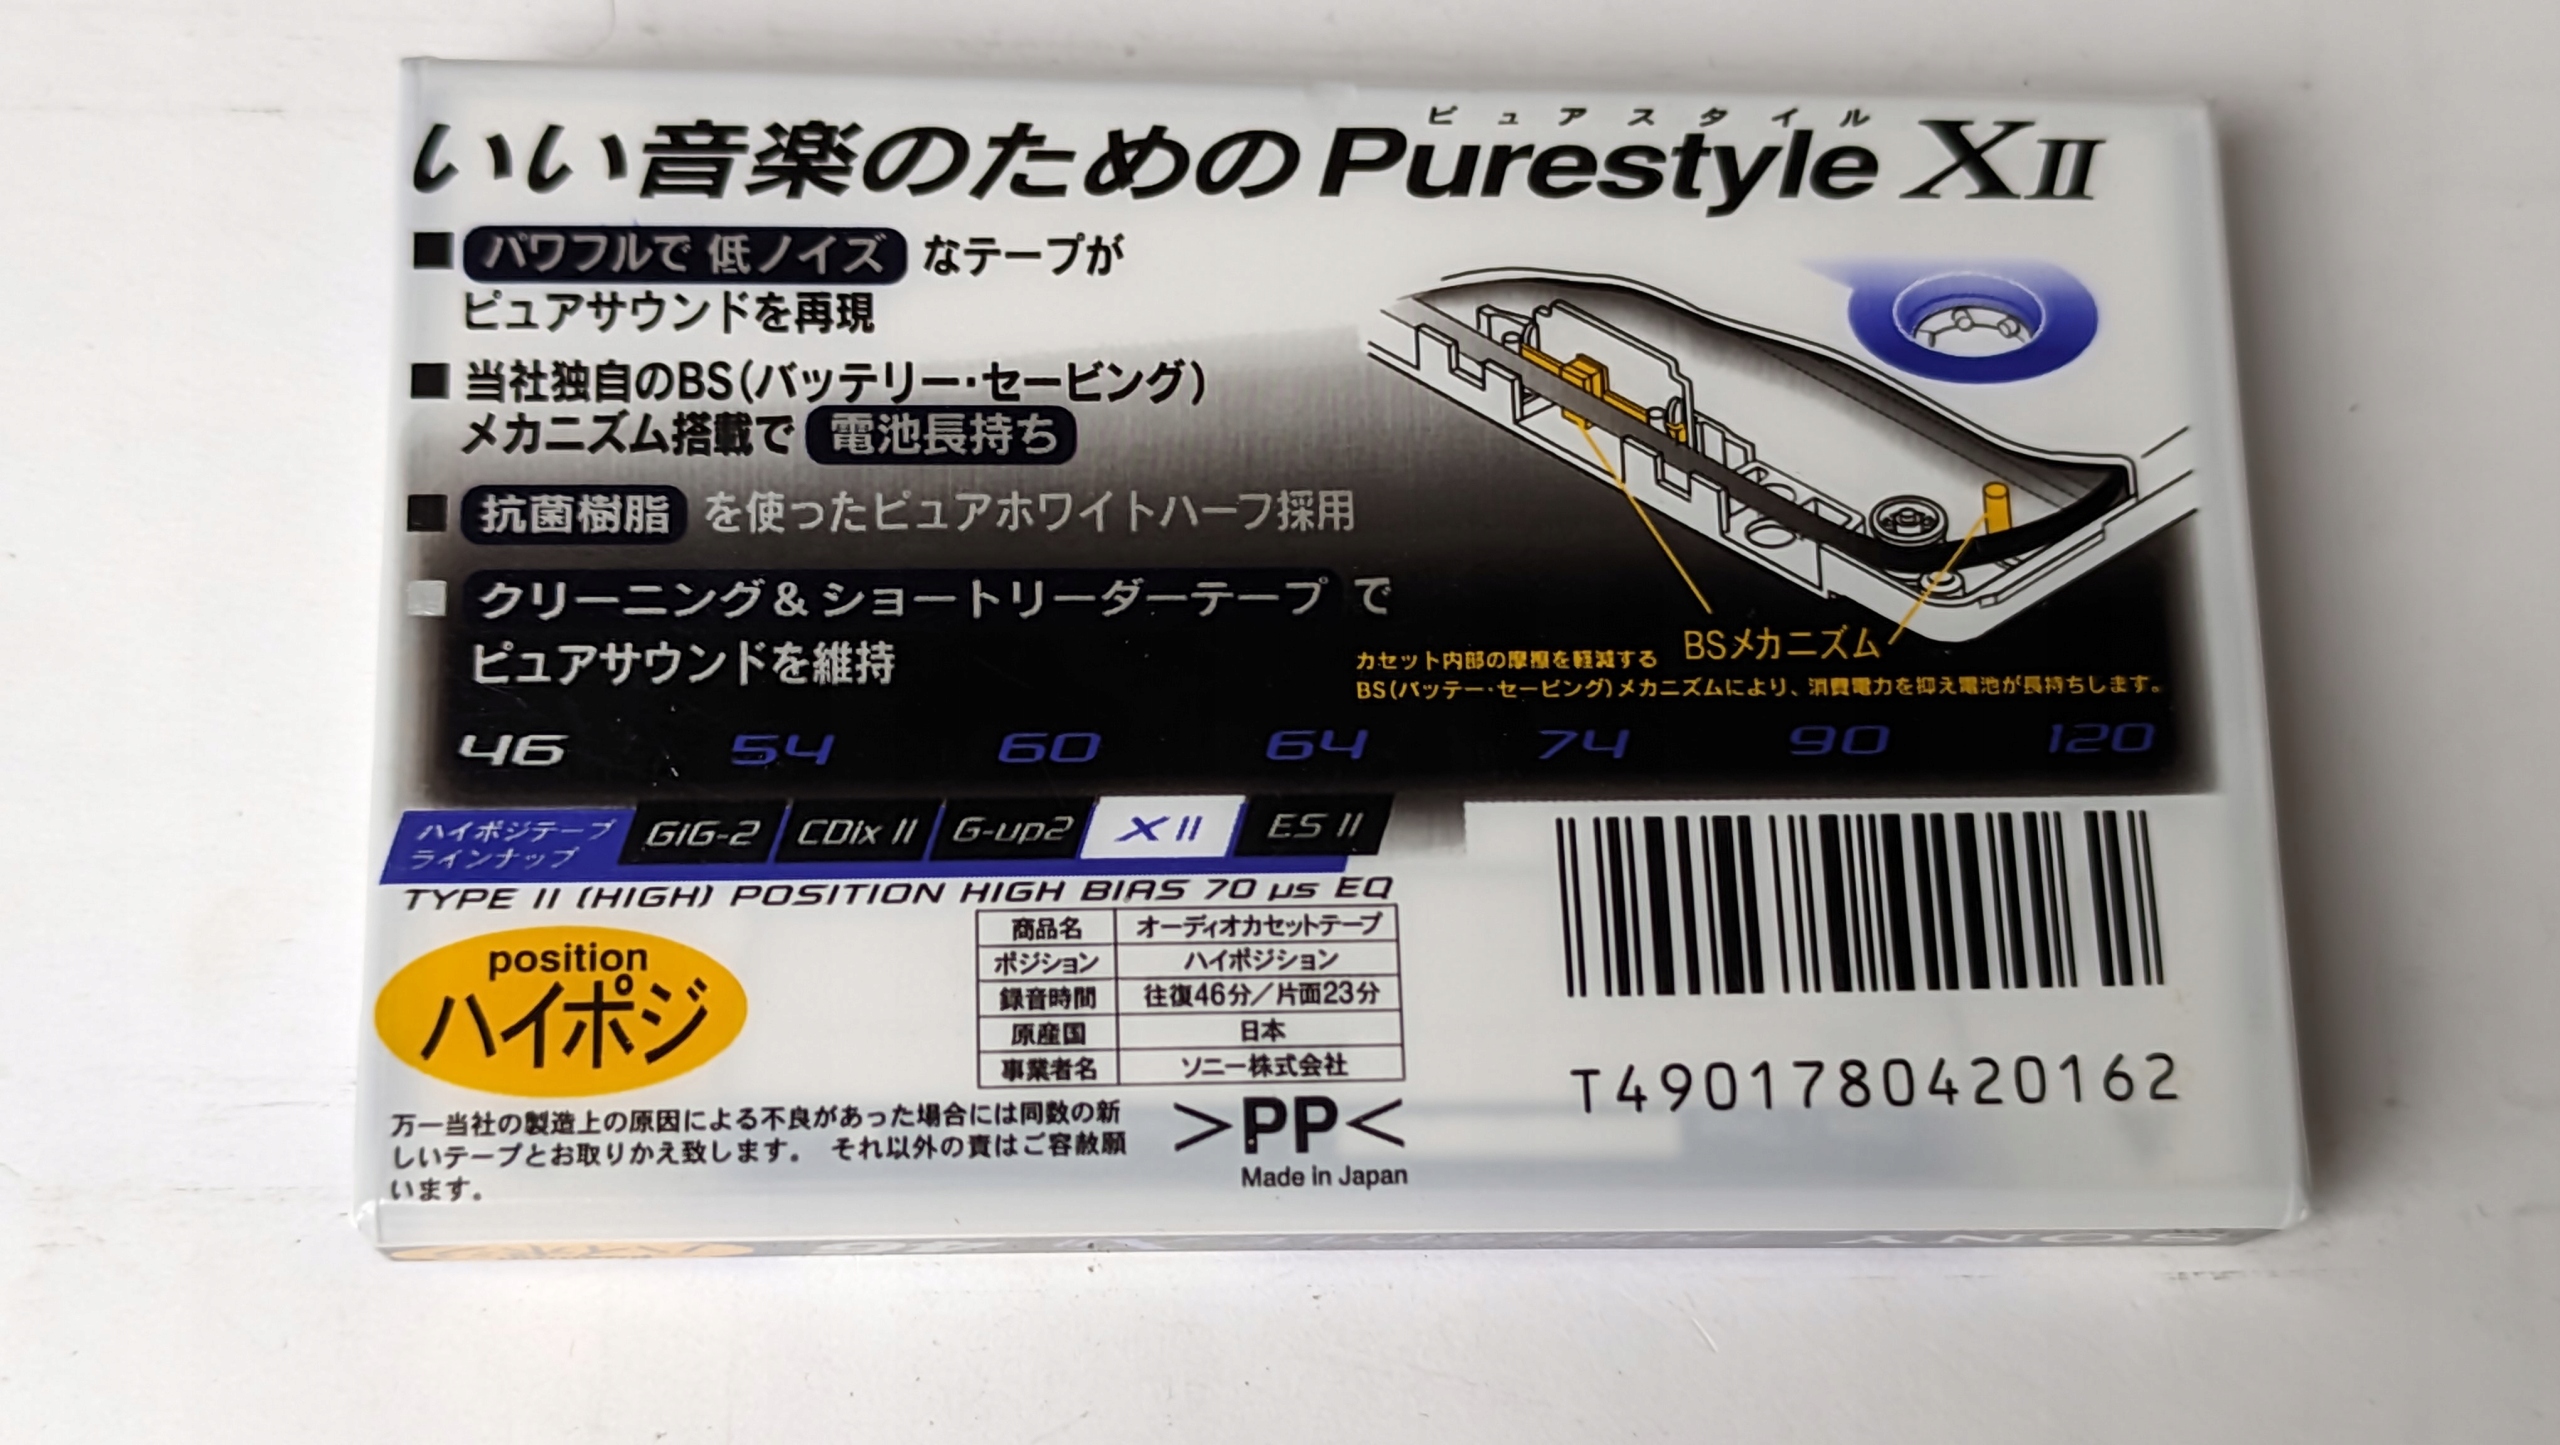 ピュアスタイル
いい音楽のためのPurestyle XII
■ パワフルで 低ノイズ なテープが
ピュアサウンドを再現
■ 当社独自のBS(バッテリー・セービング)
メカニズム搭載で 電池長持ち
■ 抗菌樹脂 を使ったピュアホワイトハーフ採用
■ クリーニング&ショートリーダーテープ で
ピュアサウンドを維持
BSメカニズム
カセット内部の摩擦を軽減する
BS(バッテー・セービング)メカニズムにより、消費電力を抑え電池が長持ちします。
46 54 60 64 74 90 120
ハイポジテープ
ラインナップ
GIG-2 CDix II G-up2 X II ES II
TYPE II (HIGH) POSITION HIGH BIAS 70 μs EQ
position
ハイポジ
商品名 オーディオカセットテープ
ポジション ハイポジション
録音時間 往復46分/片面23分
原産国 日本
事業者名 ソニー株式会社
万一当社の製造上の原因による不良があった場合には同数の新
しいテープとお取りかえ致します。 それ以外の責はご容赦願
います。
>PP<
Made in Japan
T4901780420162
SONY